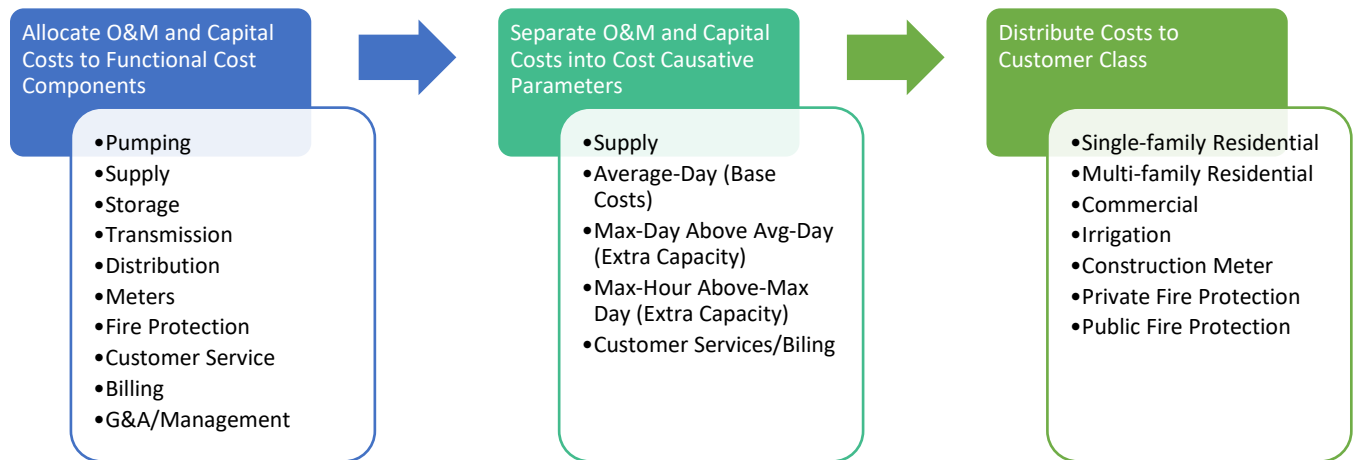 Allocate O&M and Capital
Costs to Functional Cost
Components
•Pumping
•Supply
•Storage
•Transmission
•Distribution
•Meters
•Fire Protection
•Customer Service
•Billing
•G&A/Management
Separate O&M and Capital
Costs into Cost Causative
Parameters
•Supply
•Average-Day (Base
Costs)
•Max-Day Above Avg-Day
(Extra Capacity)
•Max-Hour Above-Max
Day (Extra Capacity)
•Customer Services/Biling
Distribute Costs to
Customer Class
•Single-family Residential
•Multi-family Residential
•Commercial
•Irrigation
•Construction Meter
•Private Fire Protection
•Public Fire Protection